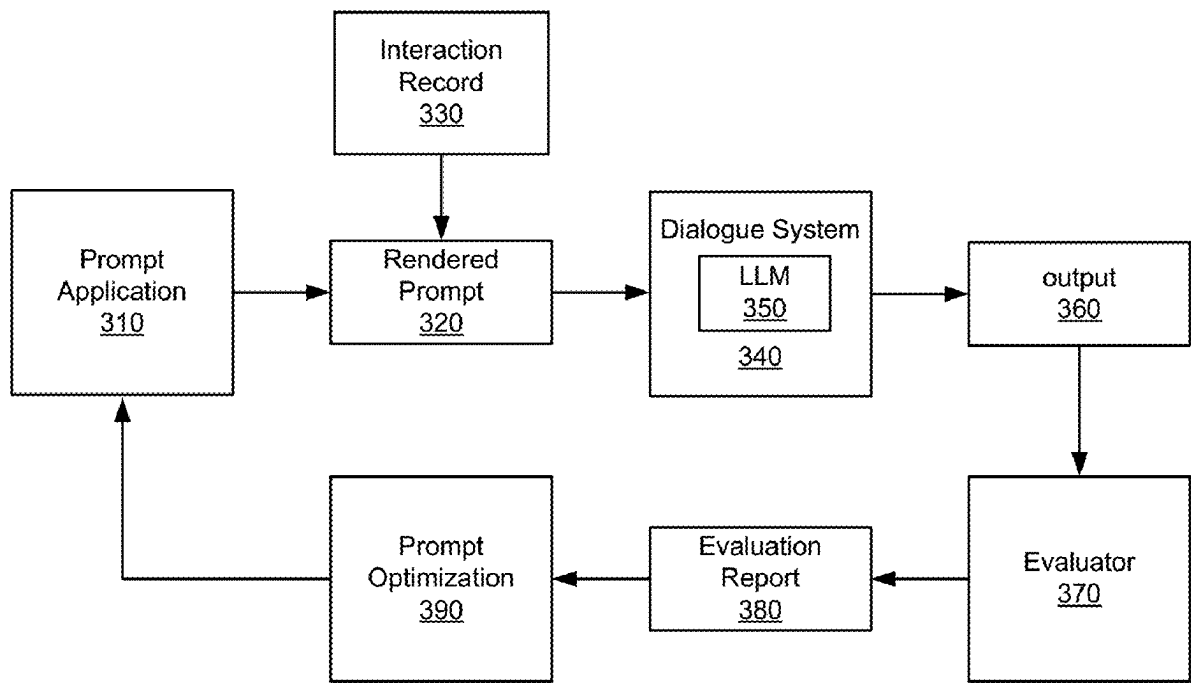 Interaction
Record
330
Prompt
Application
310
Rendered
Prompt
320
Dialogue System
LLM
350
340
output
360
Prompt
Optimization
390
Evaluation
Report
380
Evaluator
370